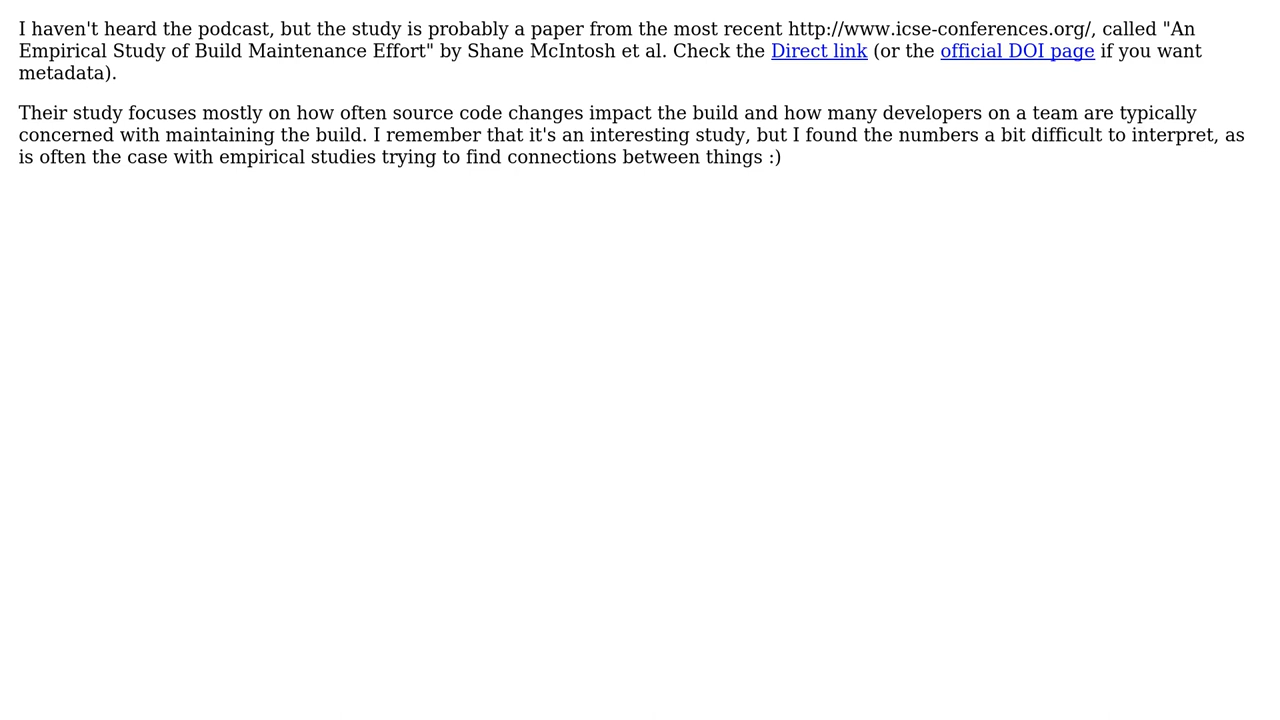 I haven't heard the podcast, but the study is probably a paper from the most recent http://www.icse-conferences.org/, called "An
Empirical Study of Build Maintenance Effort" by Shane McIntosh et al. Check the Direct link (or the official DOI page if you want
metadata).
Their study focuses mostly on how often source code changes impact the build and how many developers on a team are typically
concerned with maintaining the build. I remember that it's an interesting study, but I found the numbers a bit difficult to interpret, as
is often the case with empirical studies trying to find connections between things :)